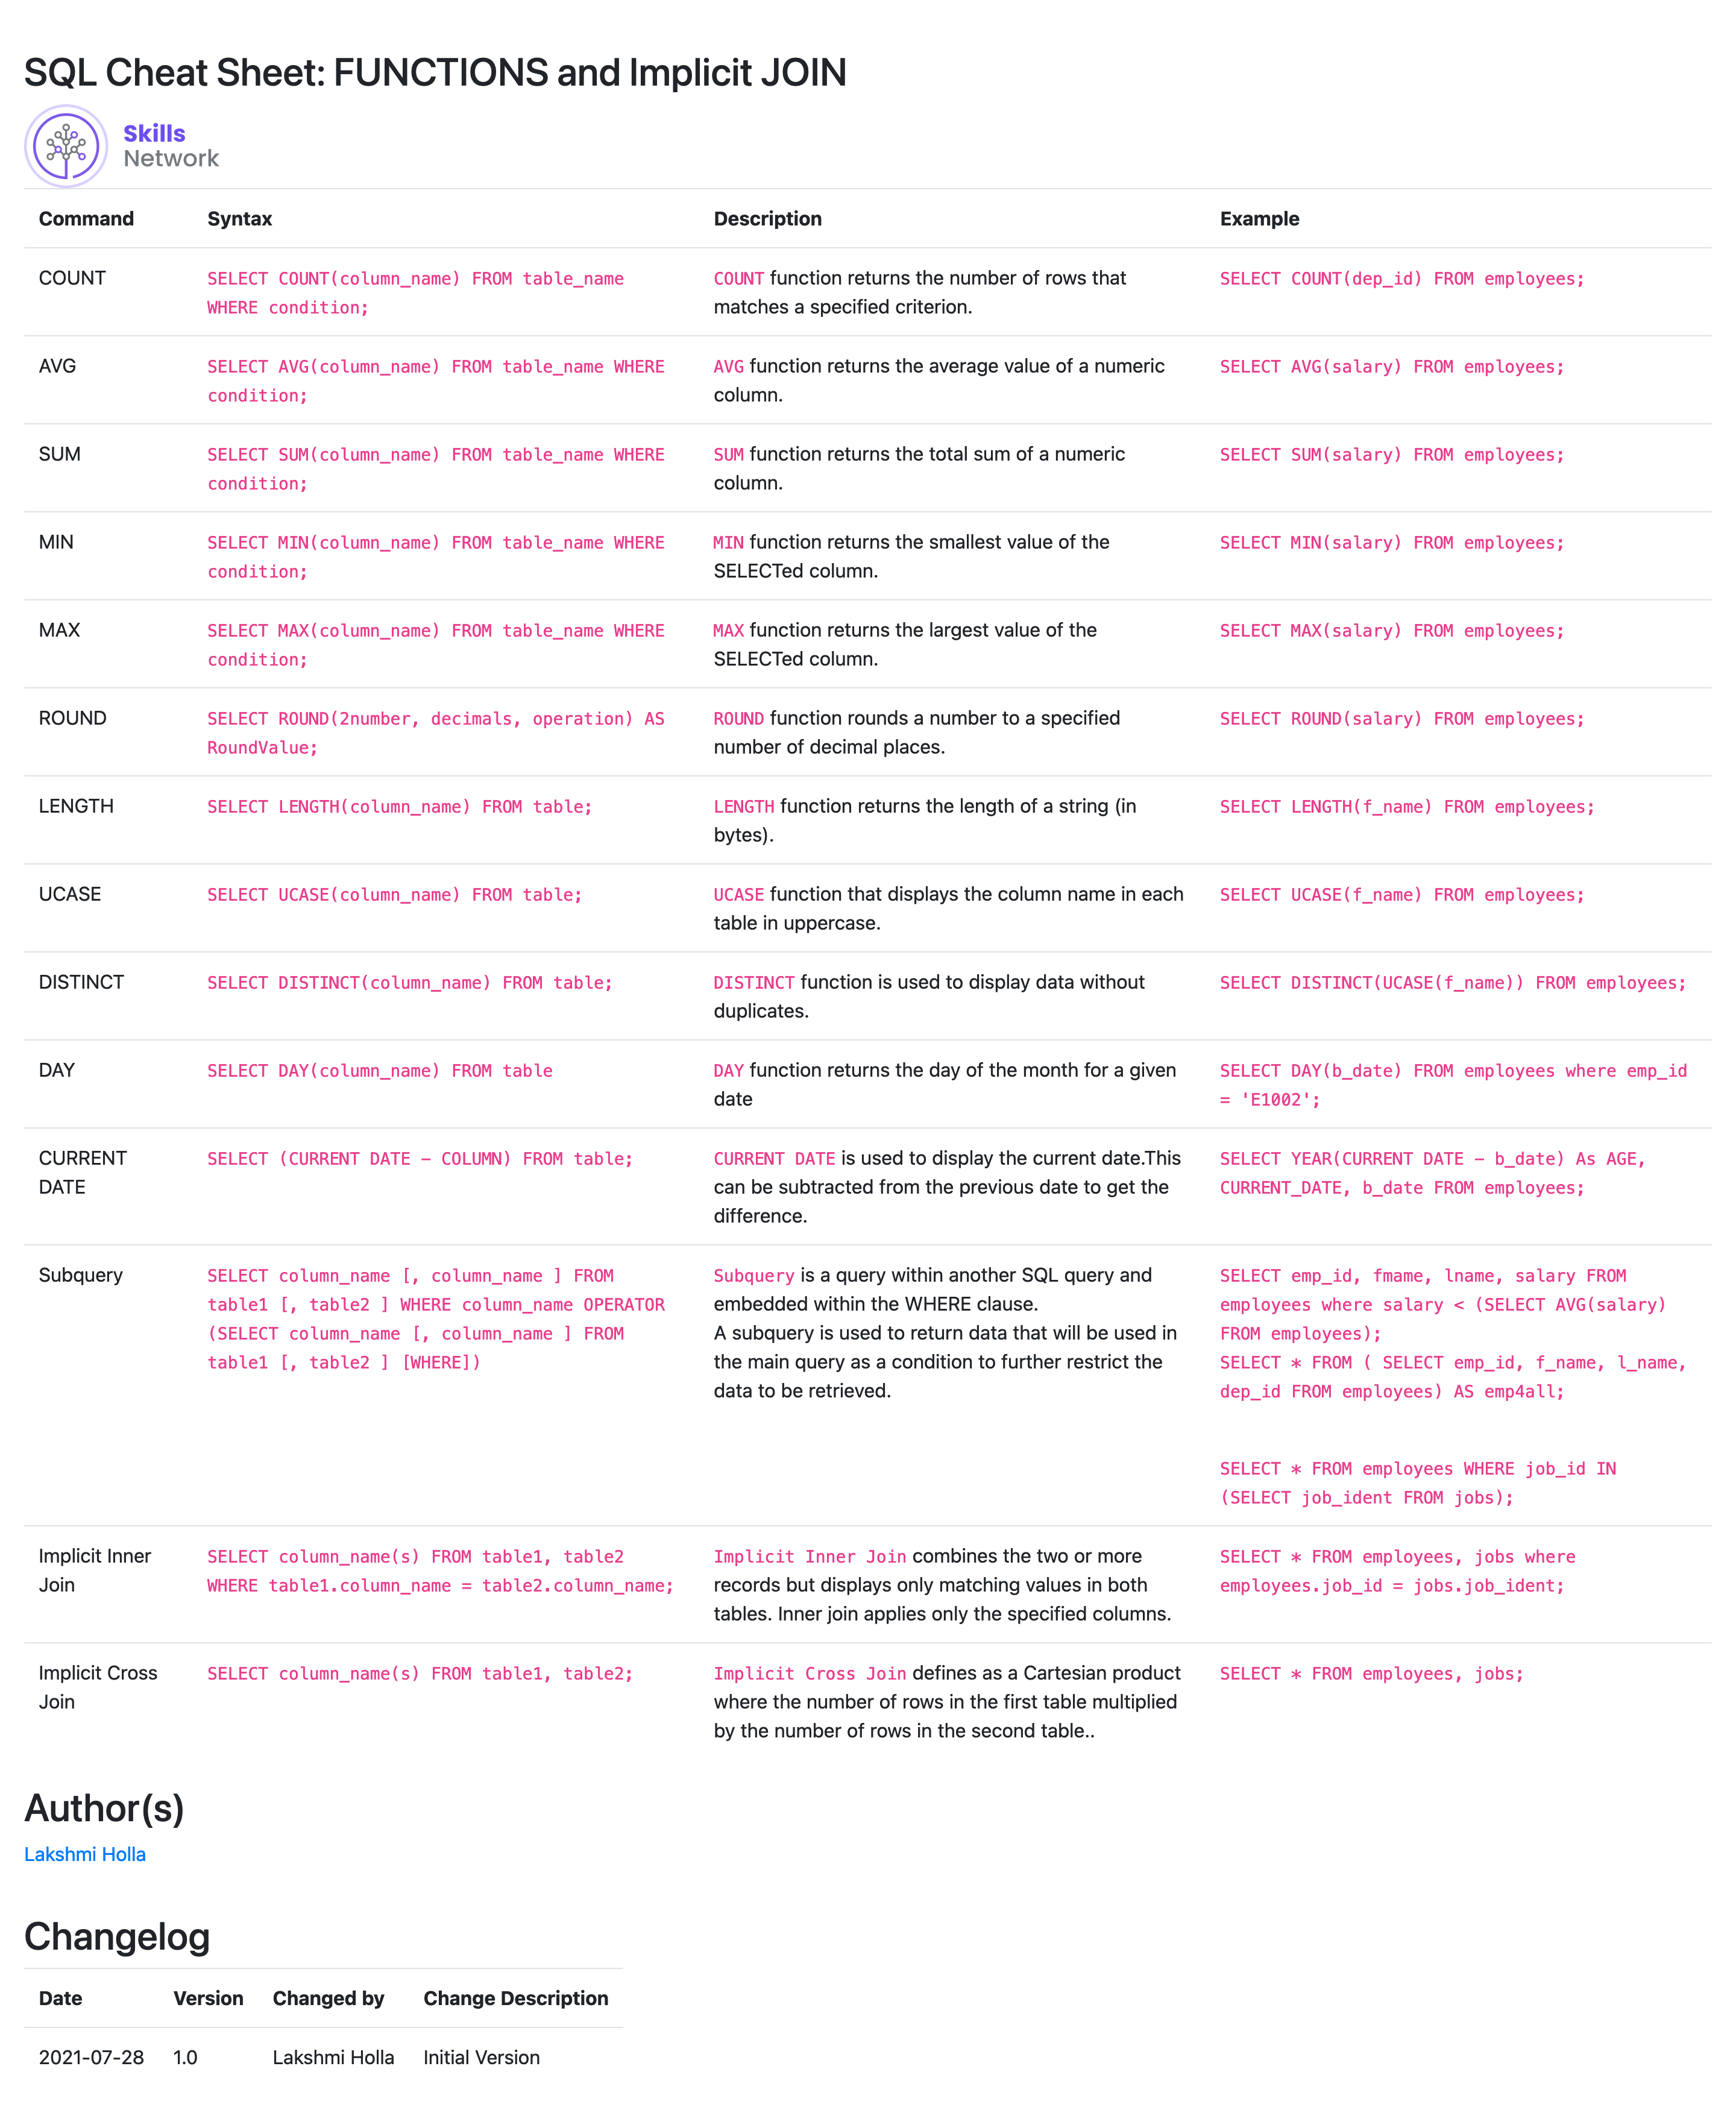 SQL Cheat Sheet: FUNCTIONS and Implicit JOIN
Skills
Network
Command Syntax Description Example
COUNT SELECT COUNT(column_name) FROM table_name COUNT function returns the number of rows that SELECT COUNT(dep_id) FROM employees;
WHERE condition; matches a specified criterion.
AVG SELECT AVG(column_name) FROM table_name WHERE AVG function returns the average value of a numeric SELECT AVG(salary) FROM employees;
condition; column.
SUM SELECT SUM(column_name) FROM table_name WHERE SUM function returns the total sum of a numeric SELECT SUM(salary) FROM employees;
condition; column.
MIN SELECT MIN(column_name) FROM table_name WHERE MIN function returns the smallest value of the SELECT MIN(salary) FROM employees;
condition; SELECTed column.
MAX SELECT MAX(column_name) FROM table_name WHERE MAX function returns the largest value of the SELECT MAX(salary) FROM employees;
condition; SELECTed column.
ROUND SELECT ROUND(2number, decimals, operation) AS ROUND function rounds a number to a specified SELECT ROUND(salary) FROM employees;
RoundValue; number of decimal places.
LENGTH SELECT LENGTH(column_name) FROM table; LENGTH function returns the length of a string (in SELECT LENGTH(f_name) FROM employees;
bytes).
UCASE SELECT UCASE(column_name) FROM table; UCASE function that displays the column name in each SELECT UCASE(f_name) FROM employees;
table in uppercase.
DISTINCT SELECT DISTINCT(column_name) FROM table; DISTINCT function is used to display data without SELECT DISTINCT(UCASE(f_name)) FROM employees;
duplicates.
DAY SELECT DAY(column_name) FROM table DAY function returns the day of the month for a given SELECT DAY(b_date) FROM employees where emp_id
date = 'E1002';
CURRENT SELECT (CURRENT DATE - COLUMN) FROM table; CURRENT DATE is used to display the current date.This SELECT YEAR(CURRENT DATE - b_date) As AGE,
DATE can be subtracted from the previous date to get the CURRENT_DATE, b_date FROM employees;
difference.
Subquery SELECT column_name [, column_name ] FROM Subquery is a query within another SQL query and SELECT emp_id, fmame, lname, salary FROM
table1 [, table2 ] WHERE column_name OPERATOR embedded within the WHERE clause. employees where salary < (SELECT AVG(salary)
(SELECT column_name [, column_name ] FROM A subquery is used to return data that will be used in FROM employees);
table1 [, table2 ] [WHERE]) the main query as a condition to further restrict the SELECT * FROM ( SELECT emp_id, f_name, l_name,
data to be retrieved. dep_id FROM employees) AS emp4all;
SELECT * FROM employees WHERE job_id IN
(SELECT job_ident FROM jobs);
Implicit Inner SELECT column_name(s) FROM table1, table2 Implicit Inner Join combines the two or more SELECT * FROM employees, jobs where
Join WHERE table1.column_name = table2.column_name; records but displays only matching values in both employees.job_id = jobs.job_ident;
tables. Inner join applies only the specified columns.
Implicit Cross SELECT column_name(s) FROM table1, table2; Implicit Cross Join defines as a Cartesian product SELECT * FROM employees, jobs;
Join where the number of rows in the first table multiplied
by the number of rows in the second table..
Author(s)
Lakshmi Holla
Changelog
Date Version Changed by Change Description
2021-07-28 1.0 Lakshmi Holla Initial Version